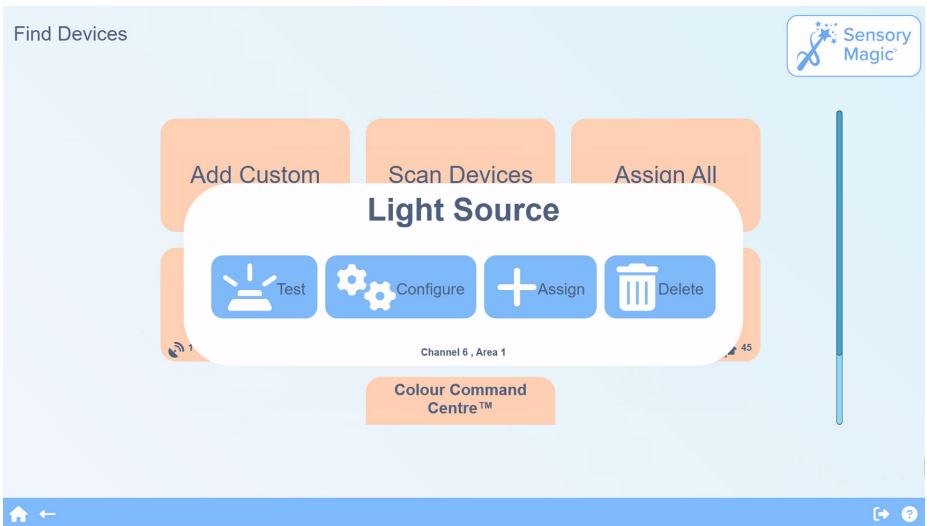 Find Devices
Sensory
Magic®
Add Custom
Scan Devices
Assign All
Light Source
Test
Configure
Assign
Delete
1
Channel 6 , Area 1
45
Colour Command
Centre™
?